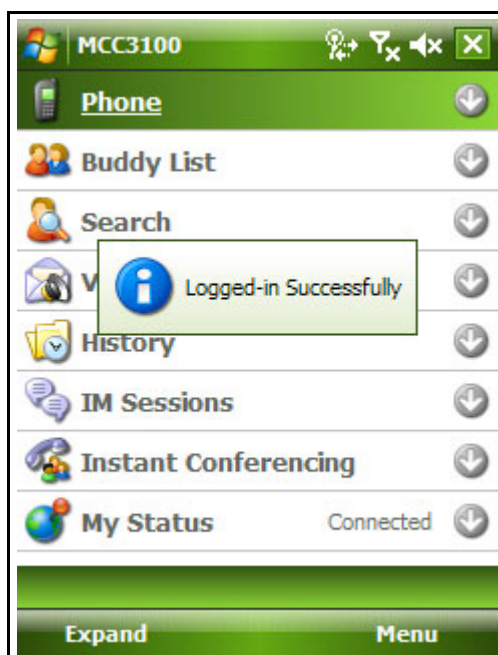 MCC3100
Phone
Buddy List
Search
Logged-in Successfully
History
IM Sessions
Instant Conferencing
My Status Connected
Expand Menu